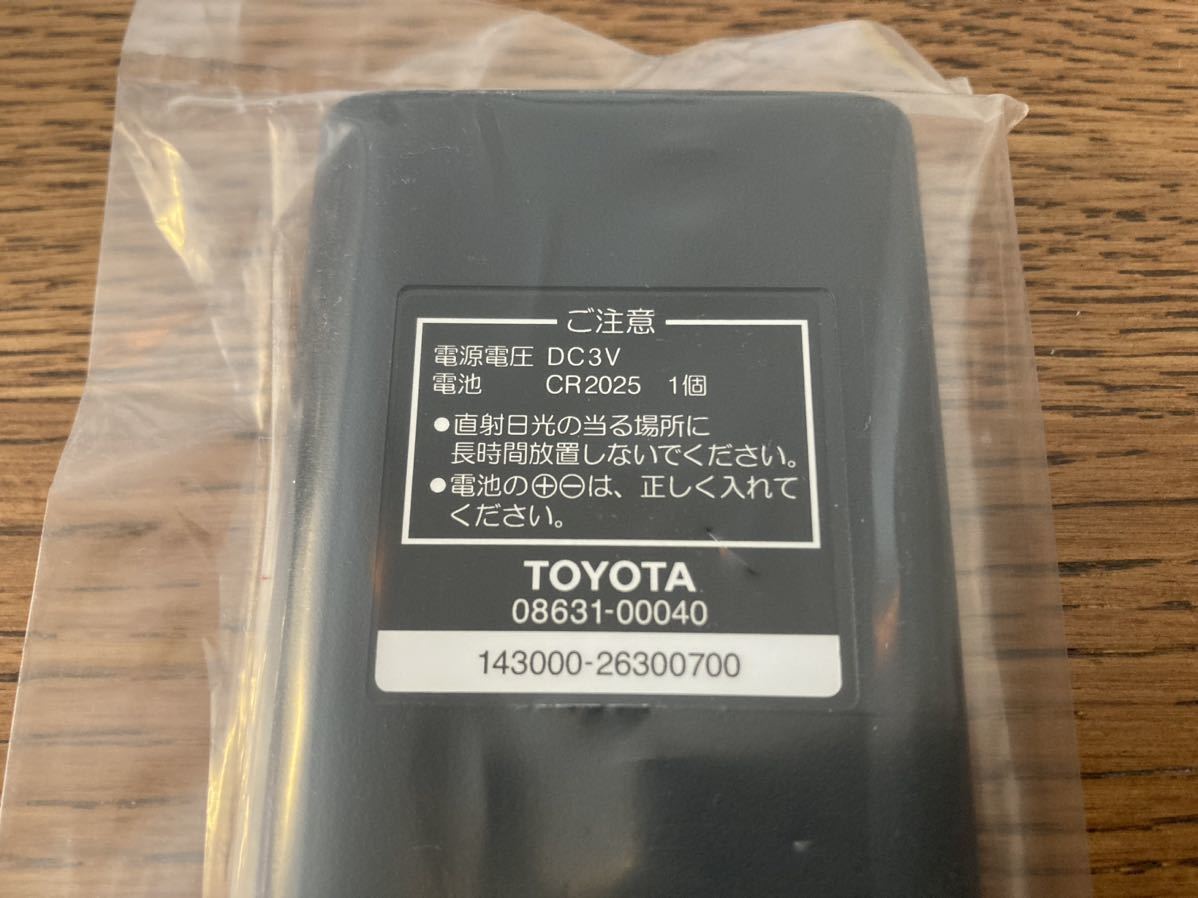 ご注意
電源電圧 DC3V
電池 CR2025 1個
●直射日光の当る場所に
長時間放置しないでください。
●電池の⊕⊖は、正しく入れて
ください。
TOYOTA
08631-00040
143000-26300700